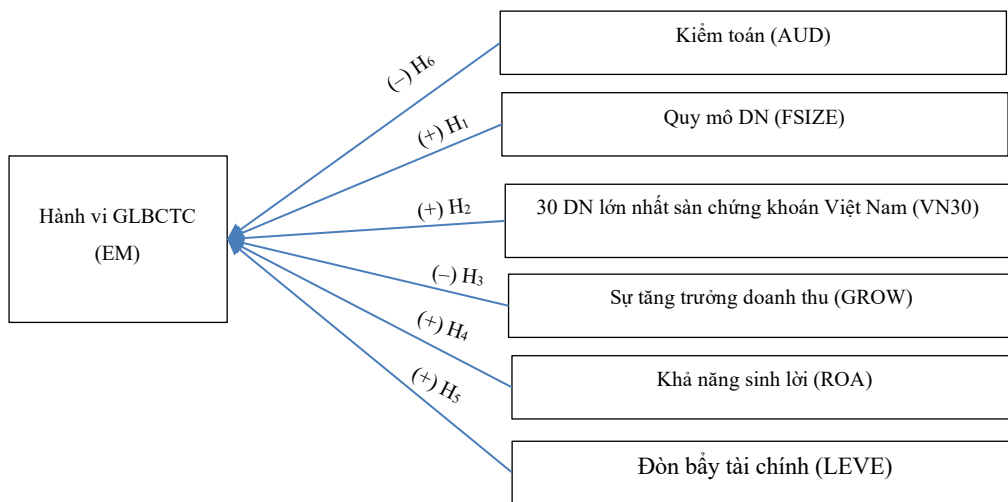 Kiểm toán (AUD)
(–) H₆
Quy mô DN (FSIZE)
(+) H₁
Hành vi GLBCTC
(EM)
30 DN lớn nhất sàn chứng khoán Việt Nam (VN30)
(+) H₂
Sự tăng trưởng doanh thu (GROW)
(–) H₃
Khả năng sinh lời (ROA)
(+) H₄
Đòn bẩy tài chính (LEVE)
(+) H₅